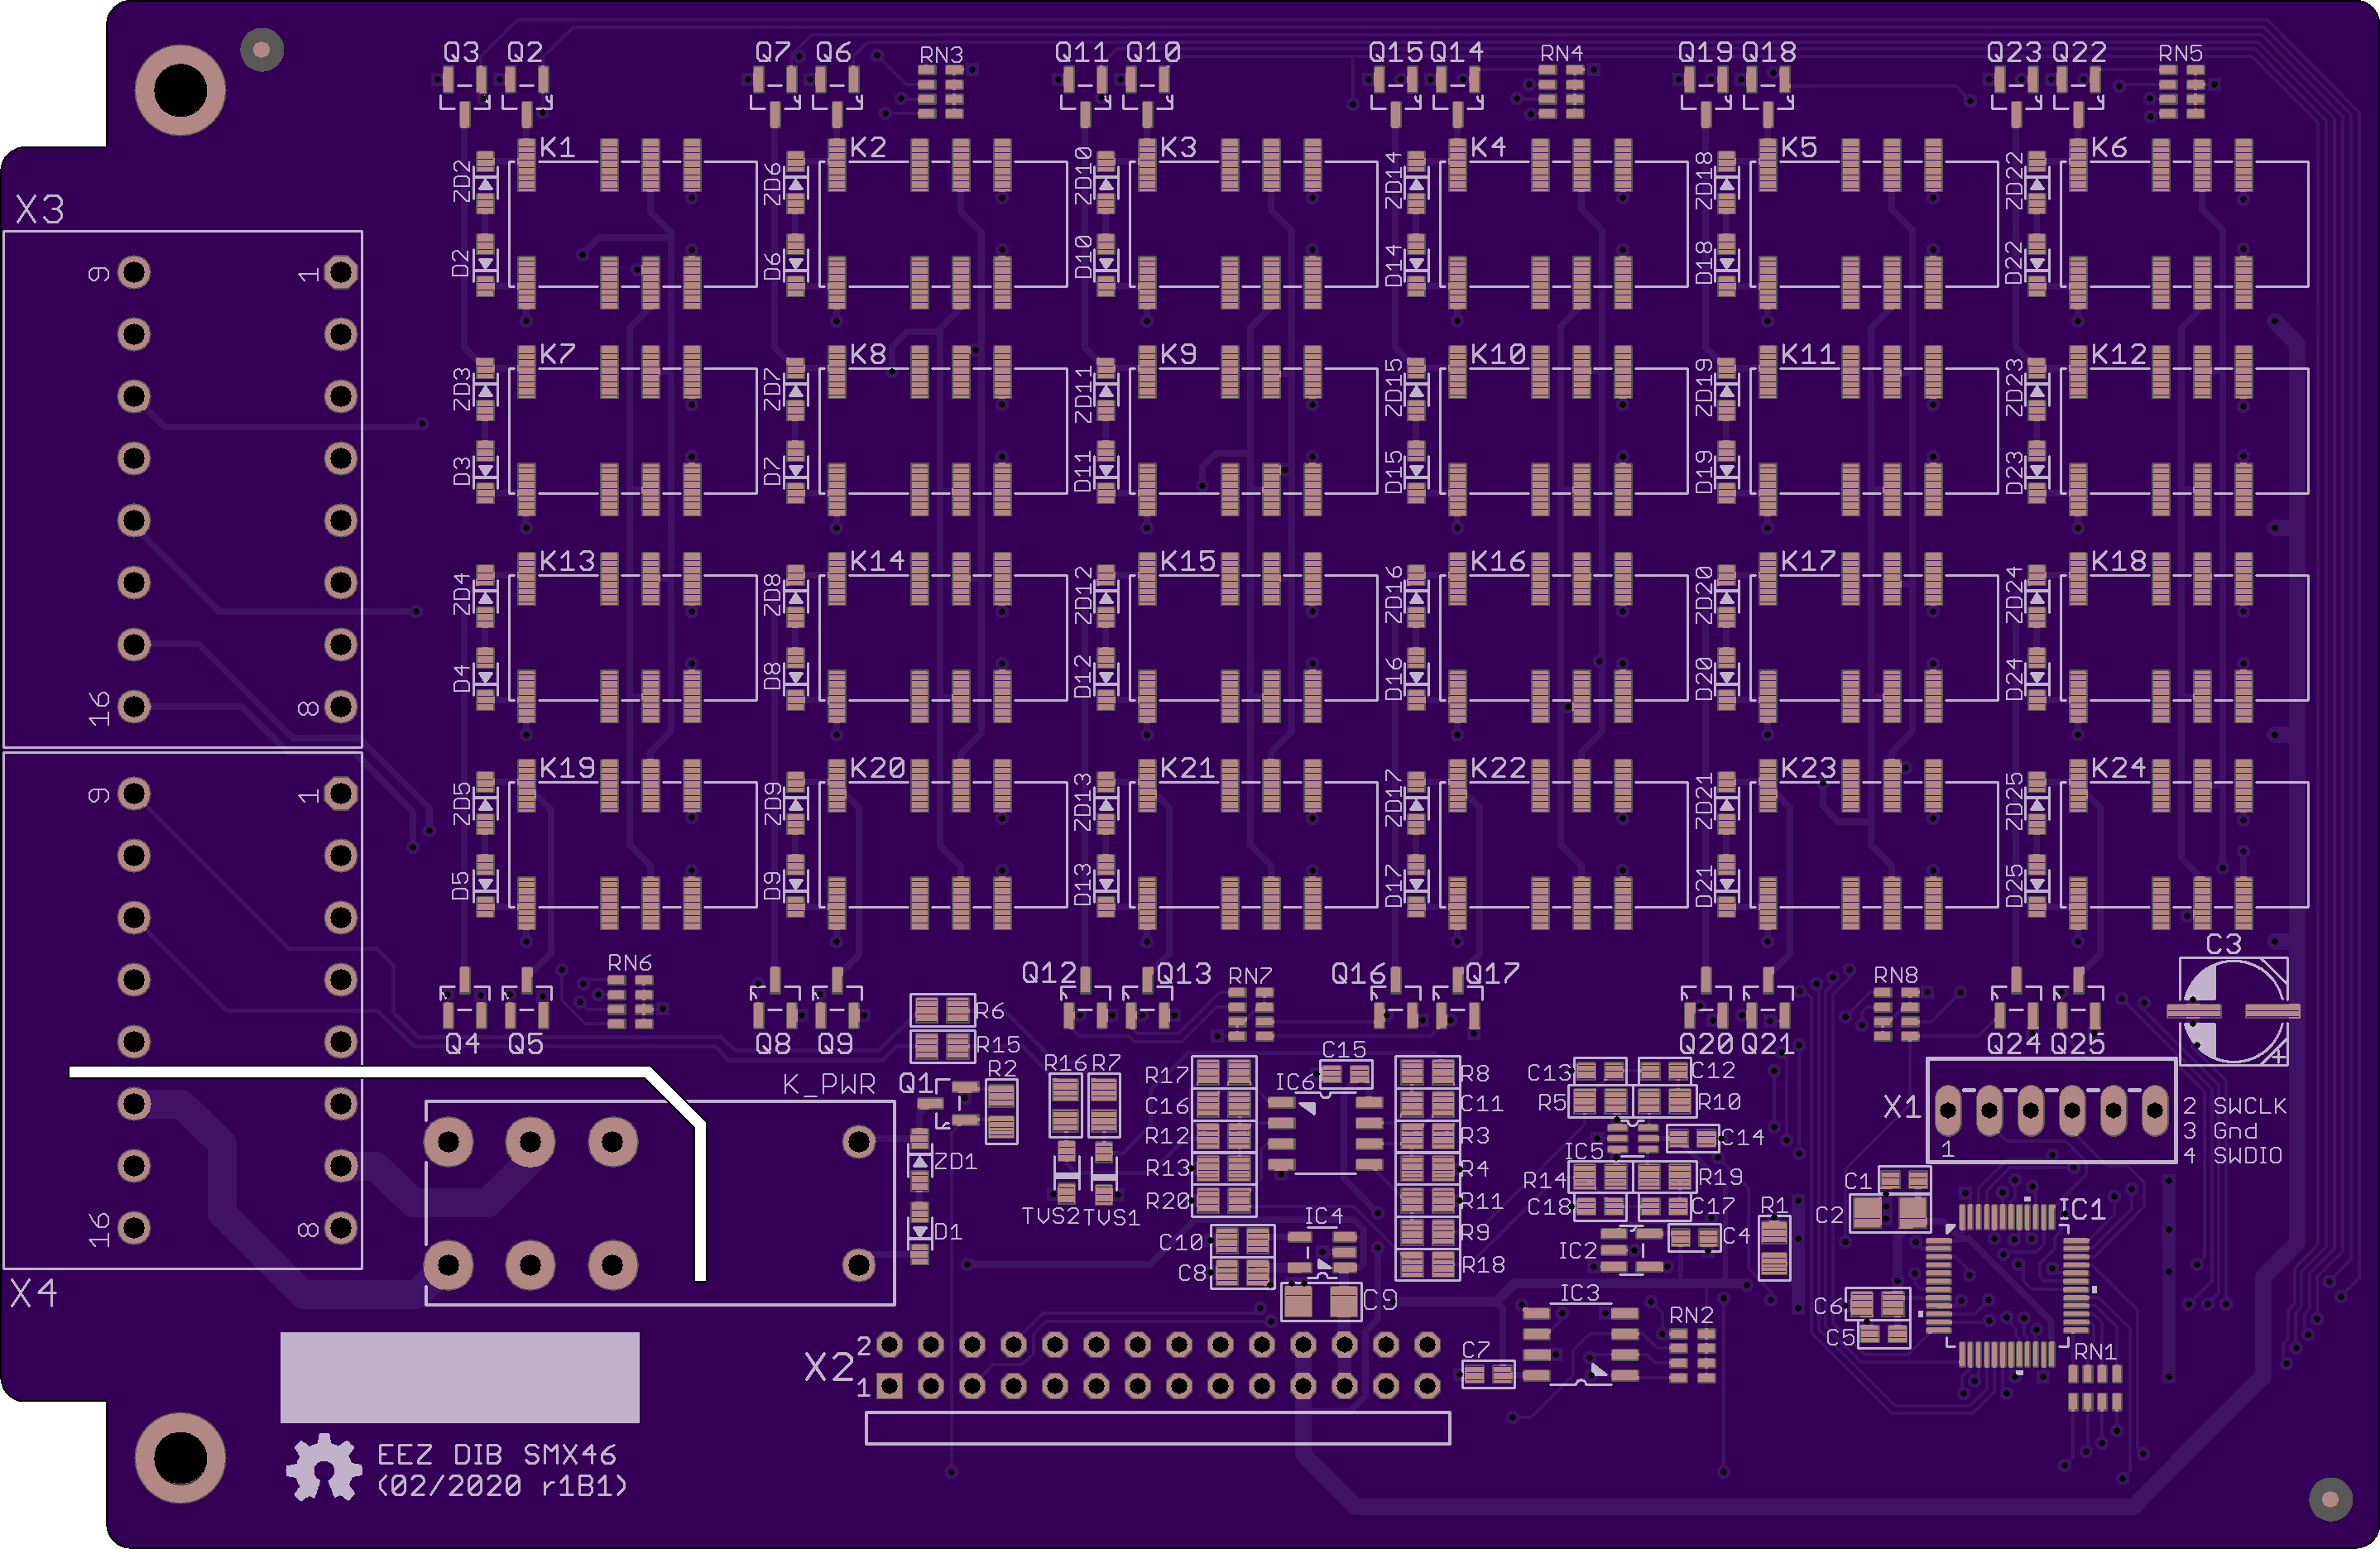 Q3 Q2 Q7 Q6 RN3 Q11 Q10 Q15 Q14 RN4 Q19 Q18 Q23 Q22 RN5
K1 K2 K3 K4 K5 K6
ZD2 ZD6 ZD10 ZD14 ZD18 ZD22
X3
9 1 D2 D6 D10 D14 D18 D22
K7 K8 K9 K10 K11 K12
ZD3 ZD7 ZD11 ZD15 ZD19 ZD23
D3 D7 D11 D15 D19 D23
K13 K14 K15 K16 K17 K18
ZD4 ZD8 ZD12 ZD16 ZD20 ZD24
16 8 D4 D8 D12 D16 D20 D24
K19 K20 K21 K22 K23 K24
9 1 ZD5 ZD9 ZD13 ZD17 ZD21 ZD25
D5 D9 D13 D17 D21 D25
C3
RN6 Q12 Q13 RN7 Q16 Q17 RN8
R6
Q4 Q5 Q8 Q9 R15 Q20 Q21 Q24 Q25
C15
K_PWR Q1 R2 R16 R7 R17 IC6 R8 C13 C12
C16 C11 R5 R10 X1 2 SWCLK
R12 R3 C14 3 Gnd
IC5 1 4 SWDIO
ZD1 R13 R4 R14 R19 C1
R20 R11 C18 C17 R1 C2 IC1
TVS2 TVS1 IC4
16 8 D1 C10 R9 IC2 C4
C8 R18
X4 C9 IC3 C6
RN2 C5
X2 2 C7 RN1
1
EEZ DIB SMX46
(02/2020 r1B1)